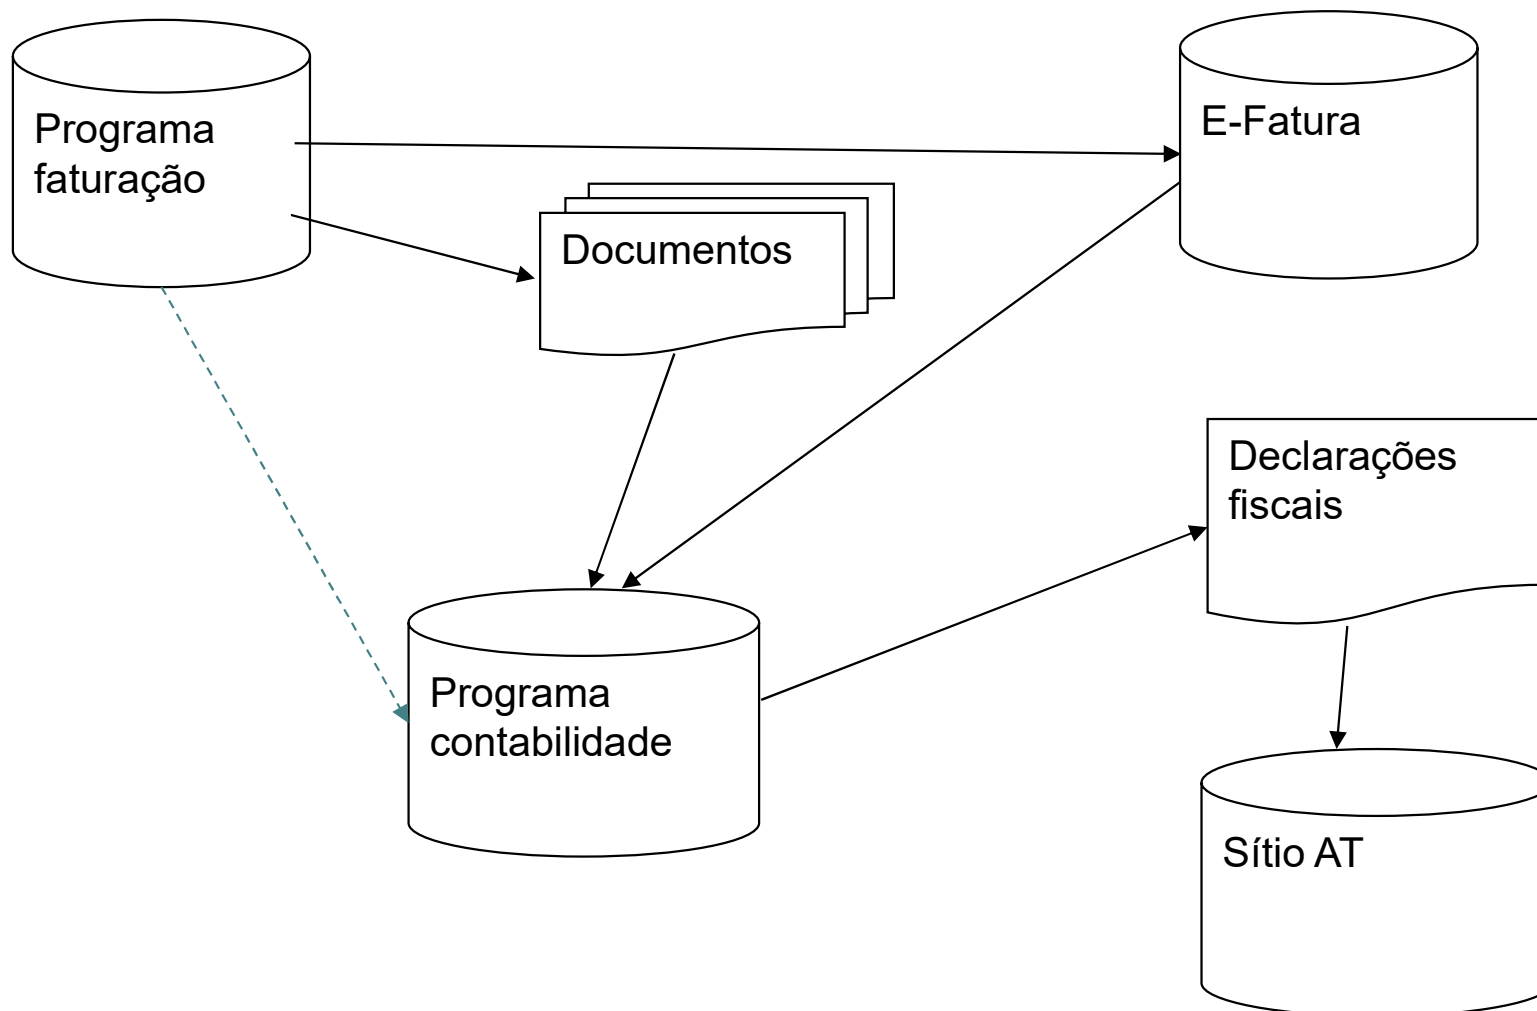 Programa
faturação
E-Fatura
Documentos
Declarações
fiscais
Programa
contabilidade
Sítio AT